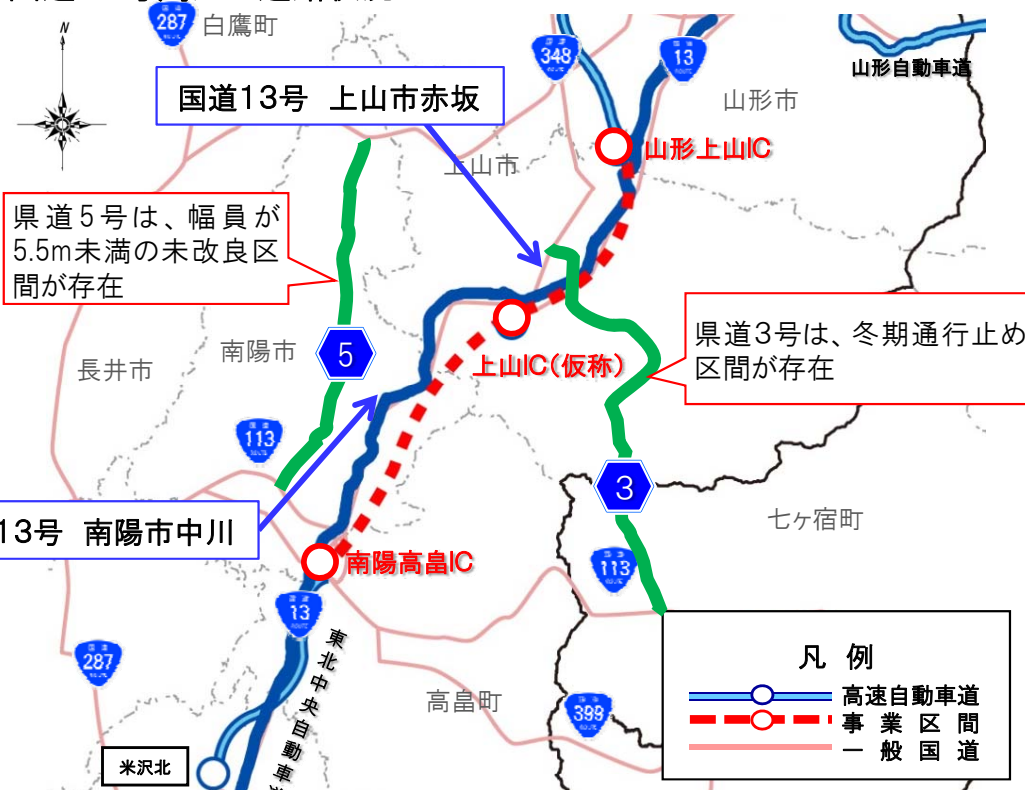 287
白鷹町
N
348
13
山形自動車道
国道13号 上山市赤坂
山形市
山形上山IC
上山市
県道5号は、幅員が
5.5m未満の未改良区
間が存在
県道3号は、冬期通行止め
区間が存在
南陽市
5
長井市
上山IC(仮称)
113
3
七ヶ宿町
13号 南陽市中川
南陽高畠IC
113
13
東北中央自動車
287
高畠町
399
米沢北
凡 例
高速自動車道
事 業 区 間
一 般 国 道